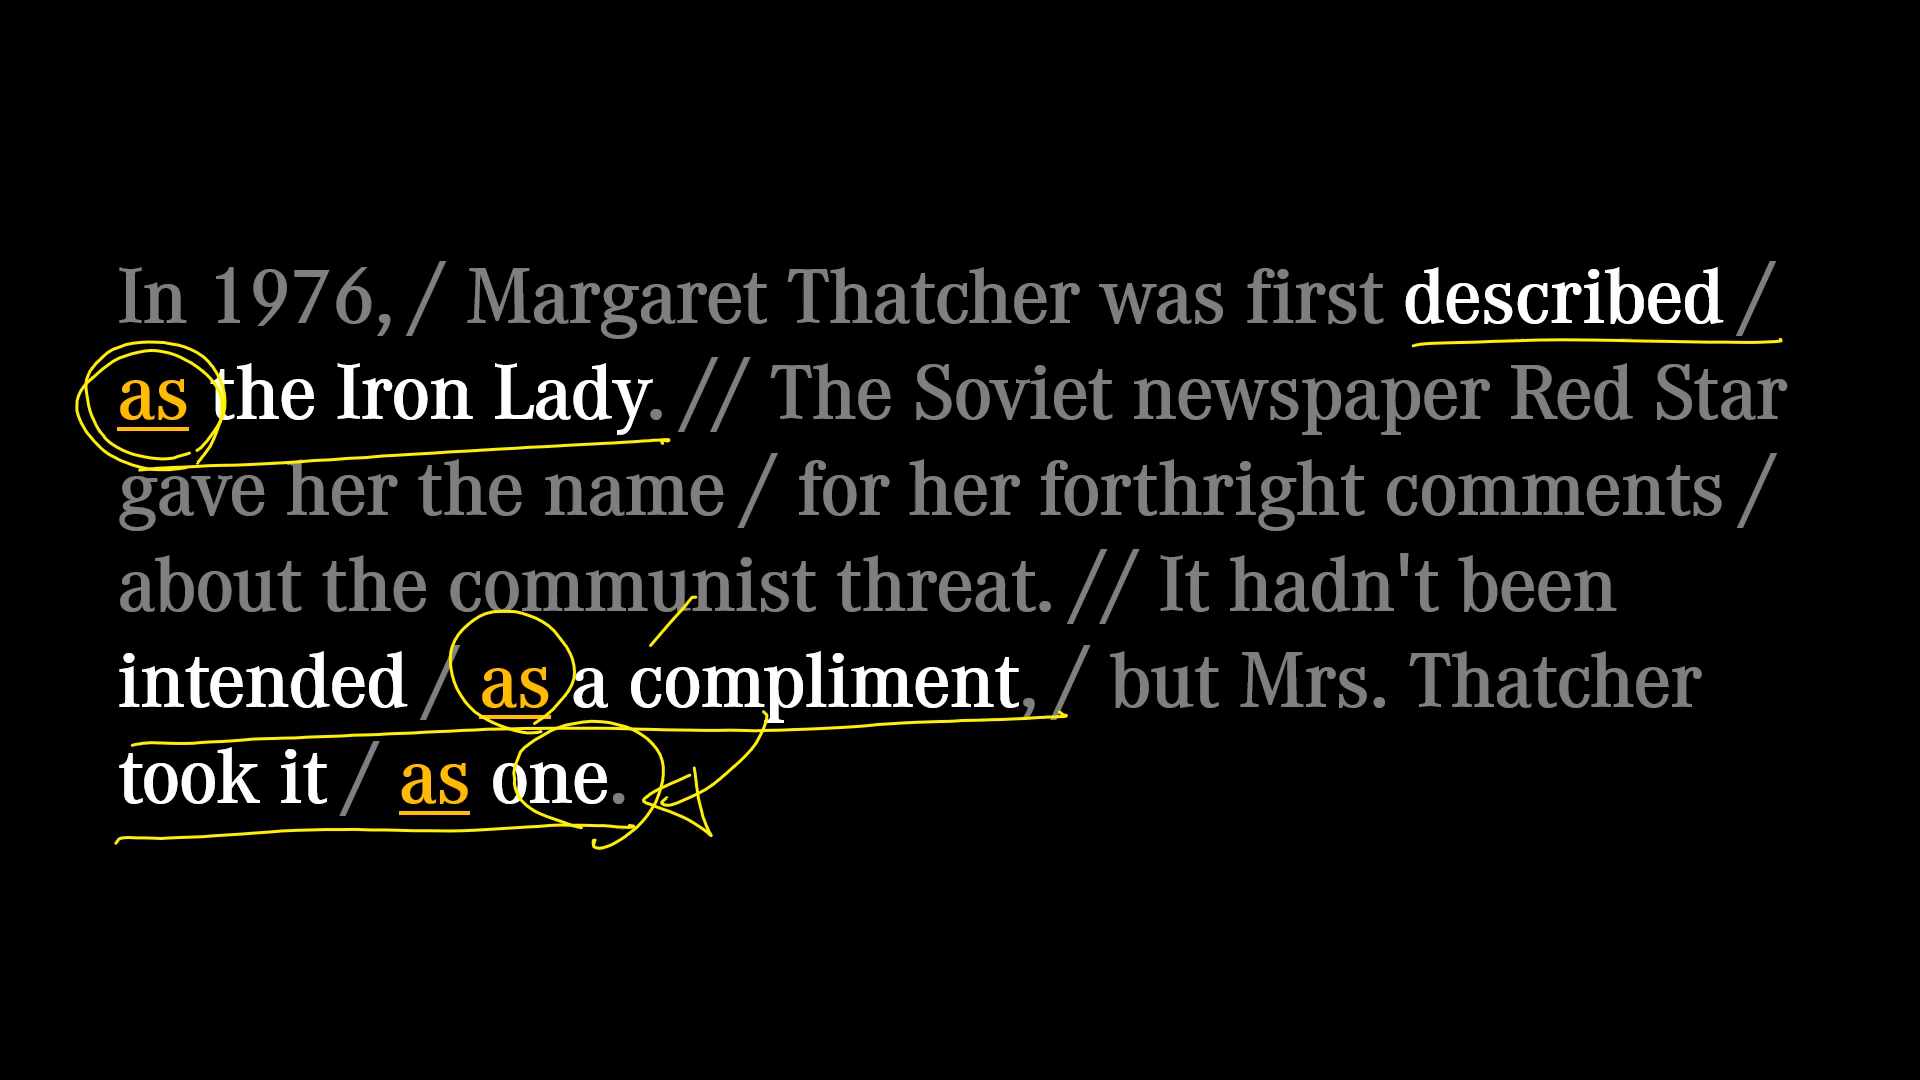 In 1976, / Margaret Thatcher was first described /
as the Iron Lady. // The Soviet newspaper Red Star
gave her the name / for her forthright comments /
about the communist threat. // It hadn't been
intended / as a compliment, / but Mrs. Thatcher
took it / as one.